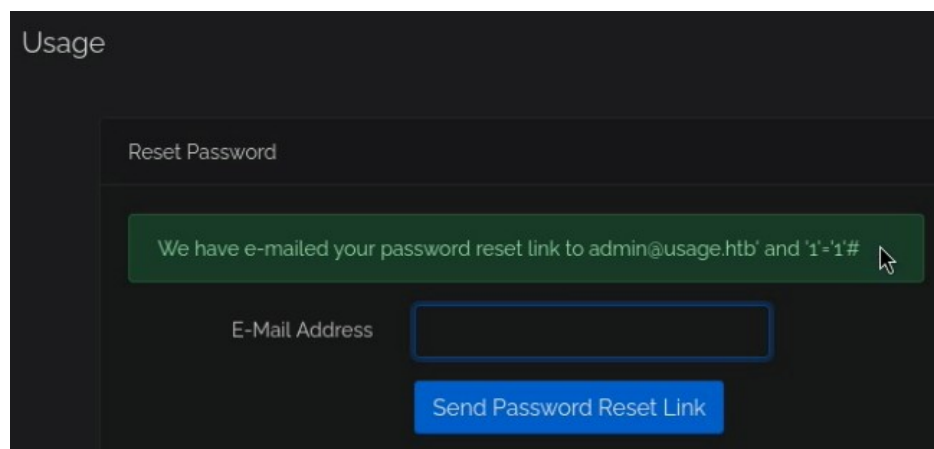 Usage
Reset Password
We have e-mailed your password reset link to admin@usage.htb' and '1'='1'#
E-Mail Address
Send Password Reset Link